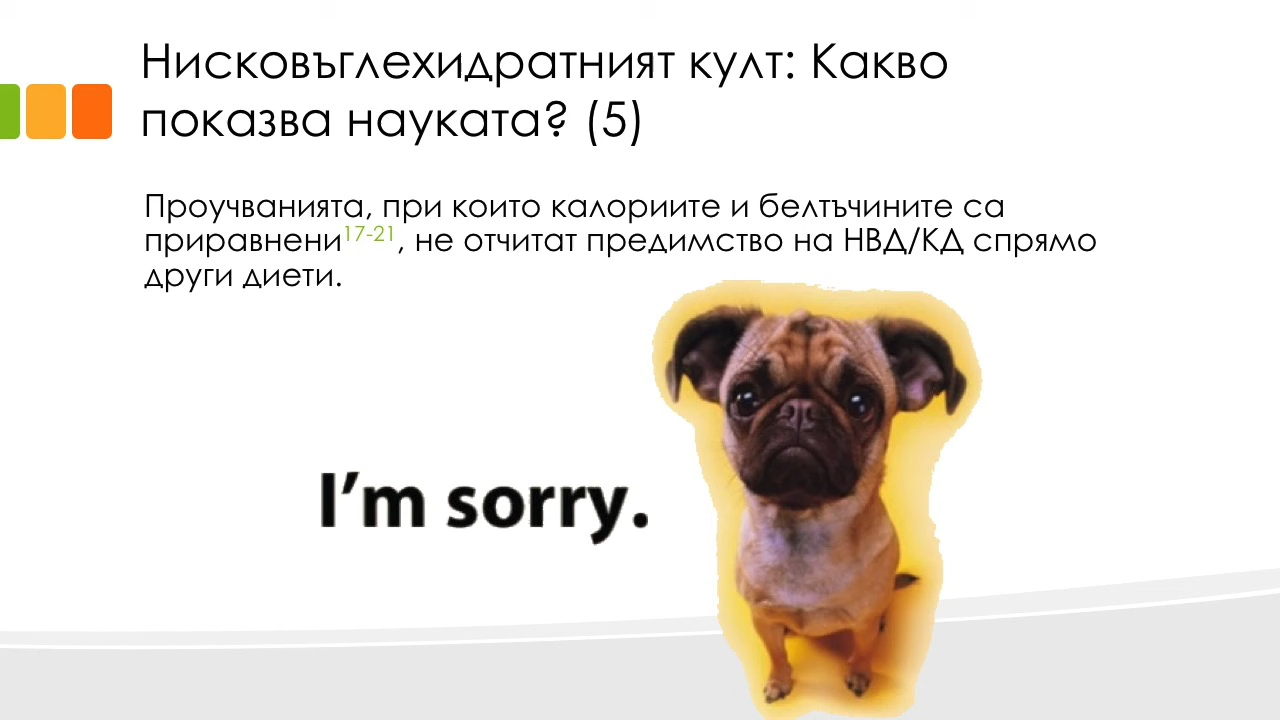 Нисковъглехидратният култ: Какво
показва науката? (5)
Проучванията, при които калориите и белтъчините са
приравнени17-21, не отчитат предимство на НВД/КД спрямо
други диети.
I'm sorry.